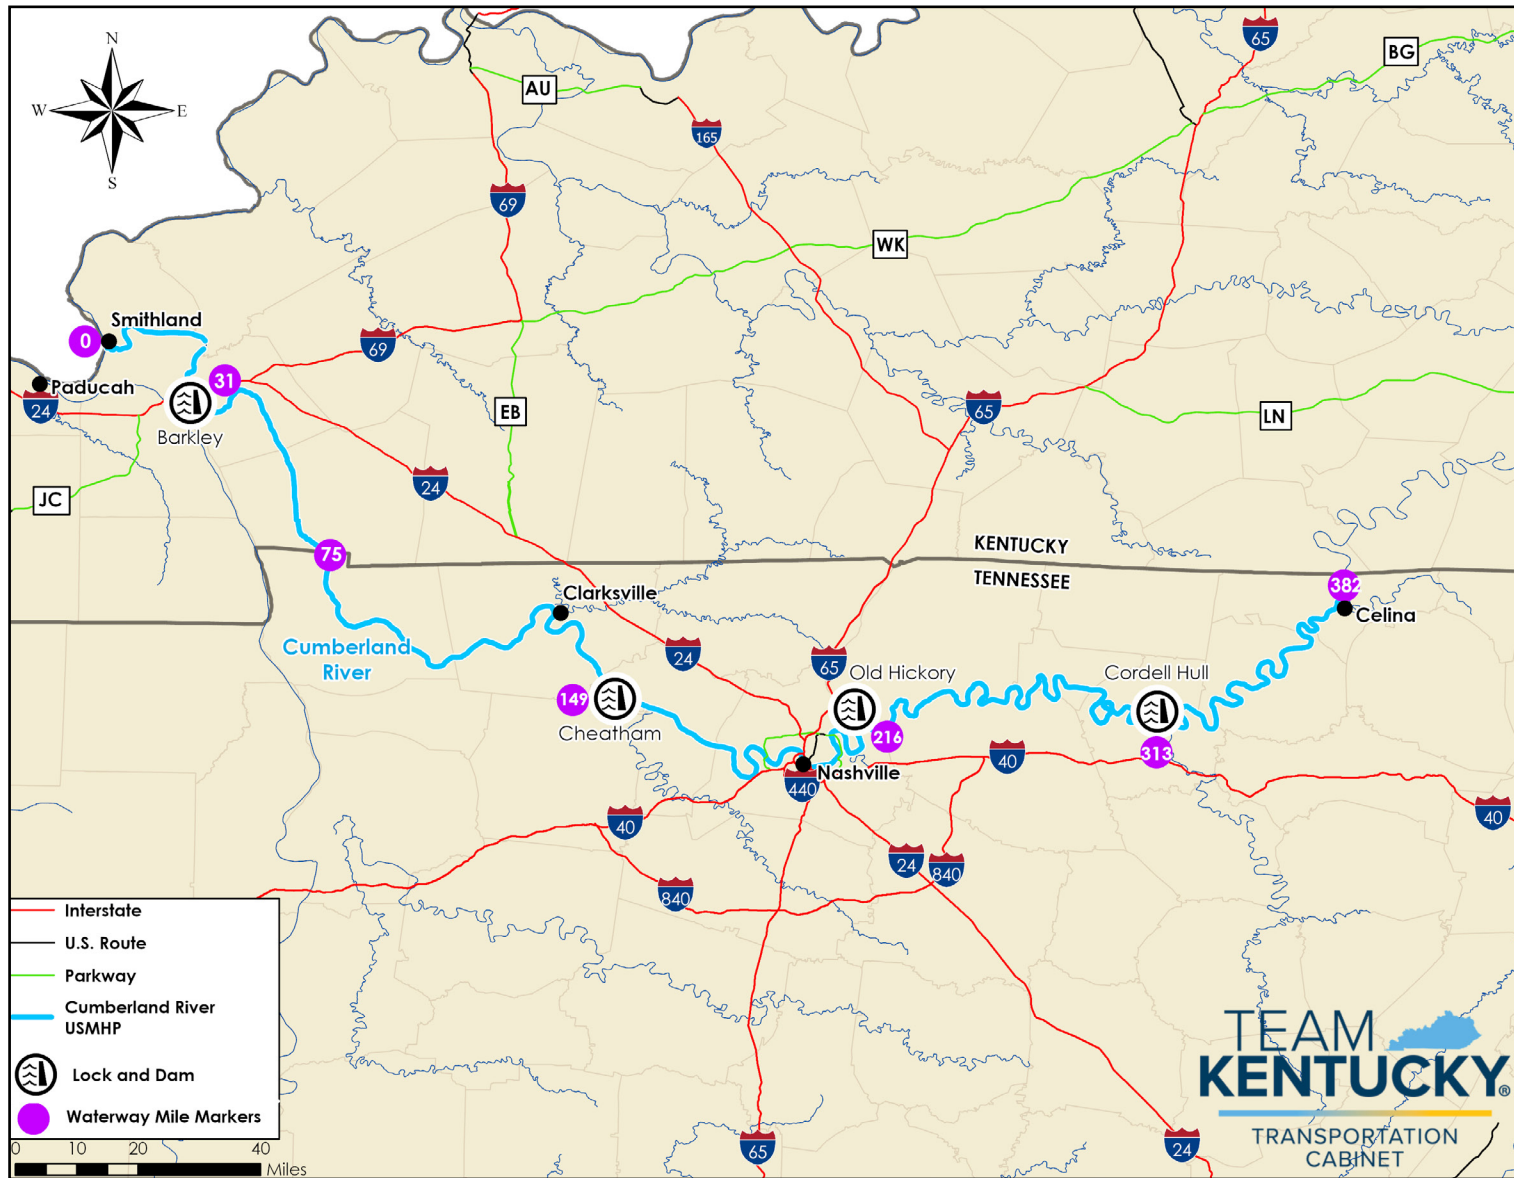 N
W
E
S
65
BG
AU
165
69
WK
Smithland
0
69
31
Paducah
24
Barkley
EB
65
LN
24
JC
75
KENTUCKY
TENNESSEE
Clarksville
382
Celina
Cumberland
River
24
65
Old Hickory
Cordell Hull
149
Cheatham
216
313
40
Nashville
440
40
40
24
840
840
Interstate
U.S. Route
Parkway
Cumberland River
USMHP
Lock and Dam
Waterway Mile Markers
0 10 20 40
Miles
65
24
TEAM
KENTUCKY®
TRANSPORTATION
CABINET